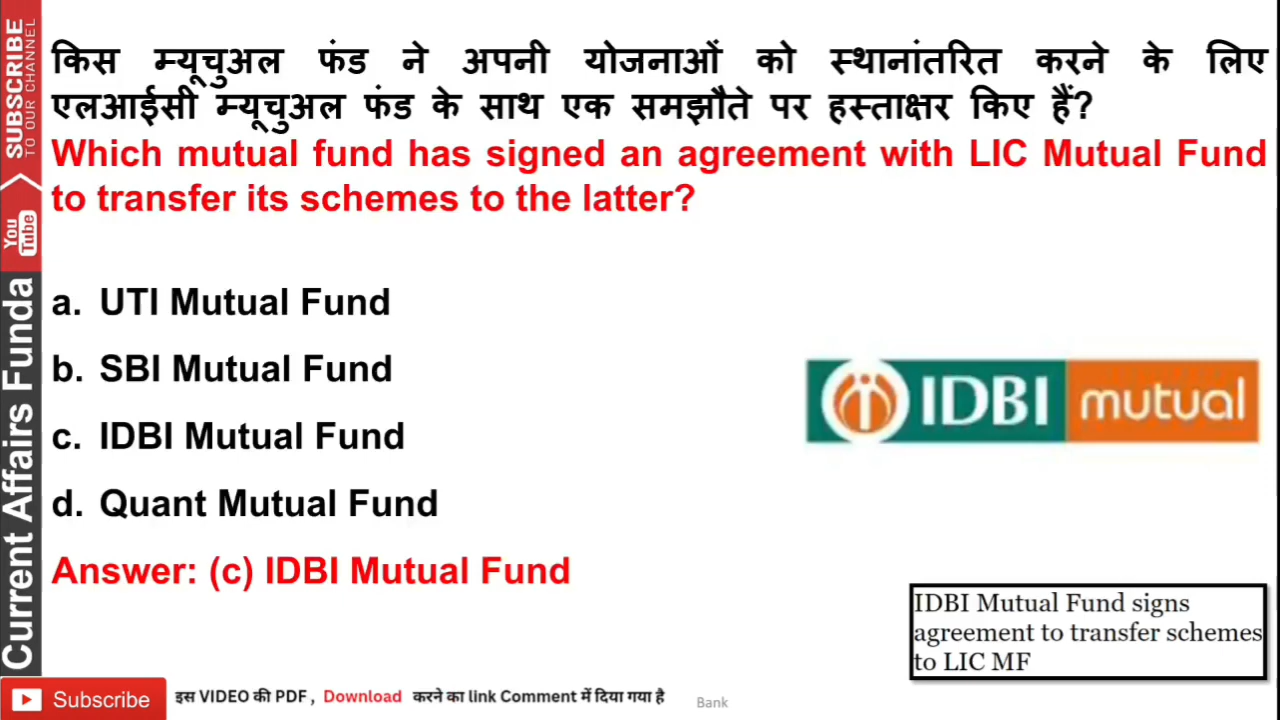 किस म्यूचुअल फंड ने अपनी योजनाओं को स्थानांतरित करने के लिए
एलआईसी म्यूचुअल फंड के साथ एक समझौते पर हस्ताक्षर किए हैं?
Which mutual fund has signed an agreement with LIC Mutual Fund
to transfer its schemes to the latter?
a. UTI Mutual Fund
b. SBI Mutual Fund
c. IDBI Mutual Fund
d. Quant Mutual Fund
Answer: (c) IDBI Mutual Fund
IDBI mutual
IDBI Mutual Fund signs
agreement to transfer schemes
to LIC MF
SUBSCRIBE
TO OUR CHANNEL
You
Tube
Current Affairs Funda
Subscribe
इस VIDEO की PDF , Download करने का link Comment में दिया गया है
Bank